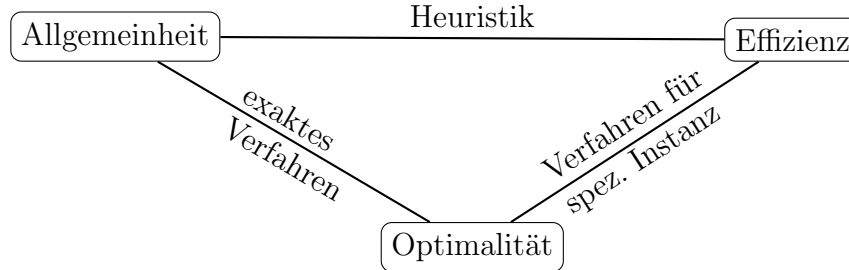 Heuristik
Allgemeinheit
Effizienz
exaktes
Verfahren
Verfahren für
spez. Instanz
Optimalität